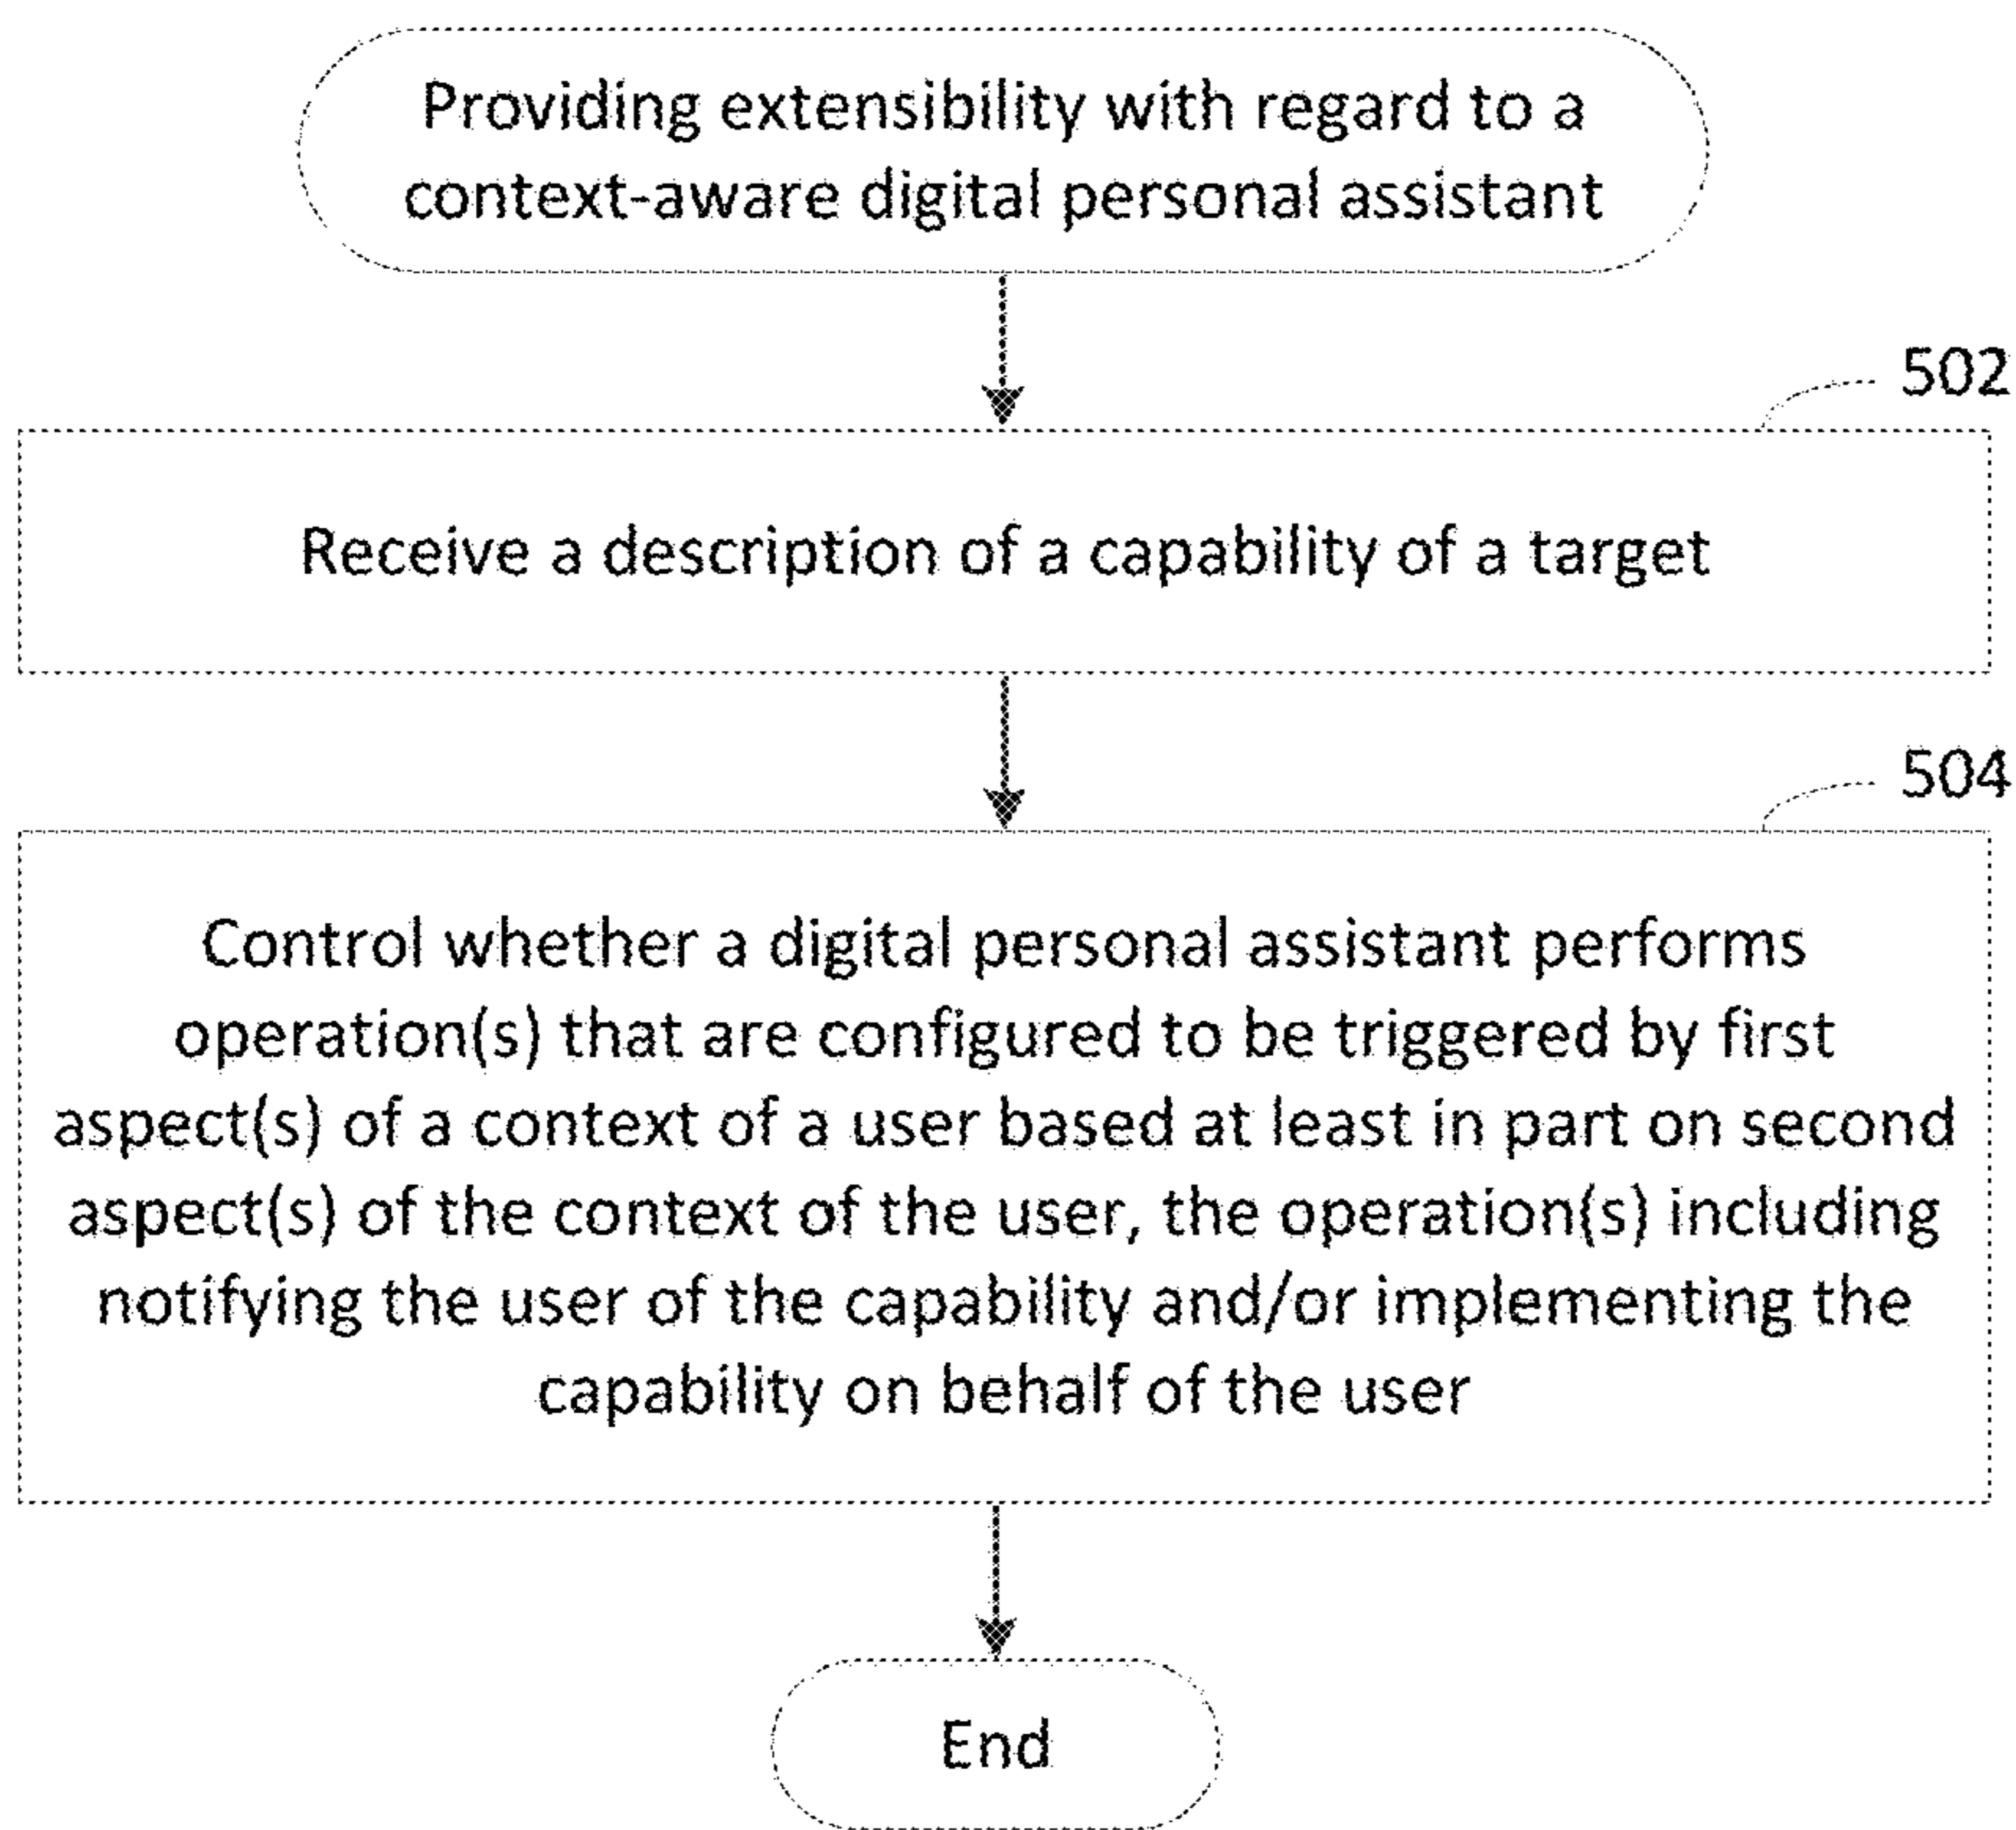 Providing extensibility with regard to a
context-aware digital personal assistant
502
Receive a description of a capability of a target
504
Control whether a digital personal assistant performs
operation(s) that are configured to be triggered by first
aspect(s) of a context of a user based at least in part on second
aspect(s) of the context of the user, the operation(s) including
notifying the user of the capability and/or implementing the
capability on behalf of the user
End